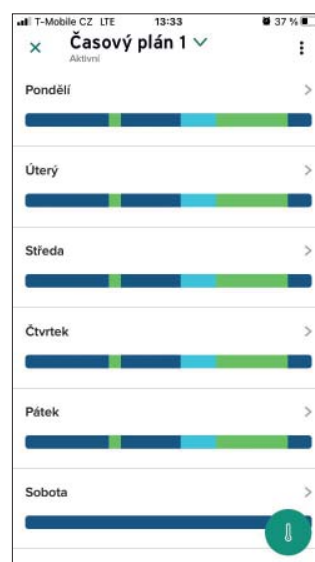 T-Mobile CZ LTE 13:33 37 %
Časový plán 1
Aktivní
Pondělí
Úterý
Středa
Čtvrtek
Pátek
Sobota